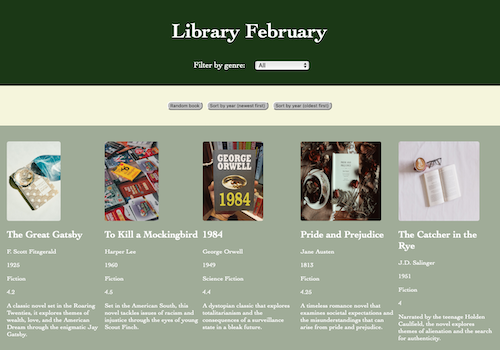 Library February
Filter by genre: All
Random book Sort by year (newest first) Sort by year (oldest first)
GEORGE
ORWELL
1984
The Great Gatsby
F. Scott Fitzgerald
1925
Fiction
4.2
A classic novel set in the Roaring
Twenties, it explores themes of
wealth, love, and the American
Dream through the enigmatic Jay
Gatsby.
To Kill a Mockingbird
Harper Lee
1960
Fiction
4.8
Set in the American South, this
novel tackles issues of racism and
injustice through the eyes of young
Scout Finch.
1984
George Orwell
1949
Science Fiction
4.4
A dystopian classic that explores
totalitarianism and the
consequences of a surveillance
state in a bleak future.
Pride and Prejudice
Jane Austen
1813
Fiction
4.25
A timeless romance novel that
examines societal expectations and
the misunderstandings that can
arise from pride and prejudice.
The Catcher in the
Rye
J.D. Salinger
1951
Fiction
4
Narrated by the teenage Holden
Caulfield, the novel explores
themes of alienation and the search
for authenticity.